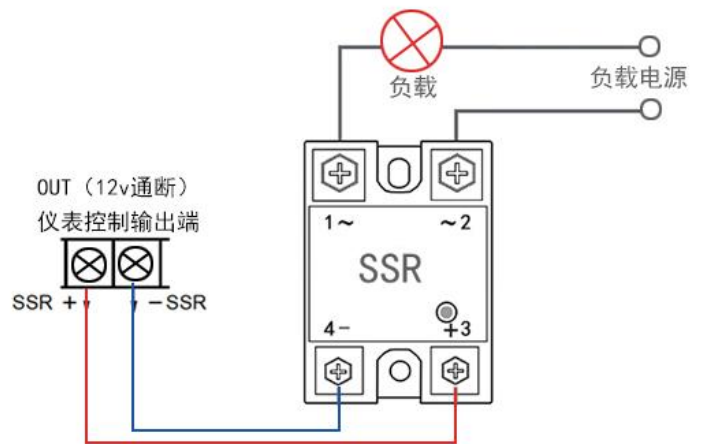 负载
负载电源
OUT（12v通断）
仪表控制输出端
SSR + -SSR
1~ ~2
SSR
4- +3